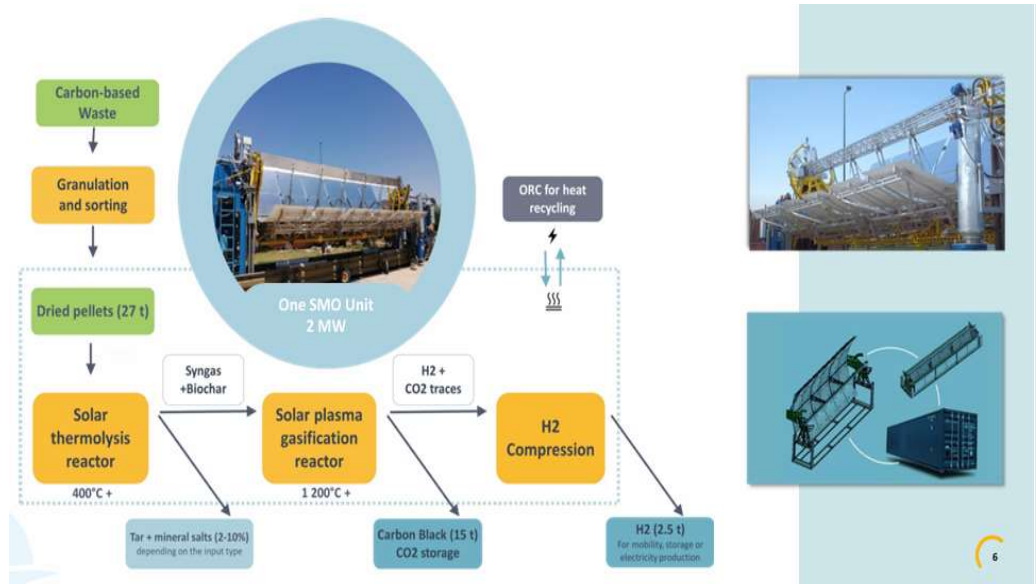 Carbon-based
Waste
Granulation
and sorting
Dried pellets (27 t)
One SMO Unit
2 MW
ORC for heat
recycling
Syngas
+Biochar
H2 +
CO2 traces
Solar
thermolysis
reactor
400°C +
Solar plasma
gasification
reactor
1 200°C +
H2
Compression
Tar + mineral salts (2-10%)
depending on the input type
Carbon Black (15 t)
CO2 storage
H2 (2.5 t)
For mobility, storage or
electricity production
6